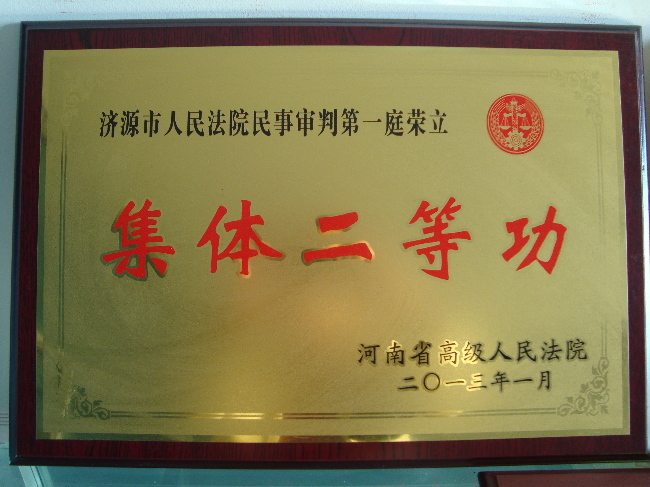 济源市人民法院民事审判第一庭荣立
集体二等功
河南省高级人民法院
二〇一三年一月